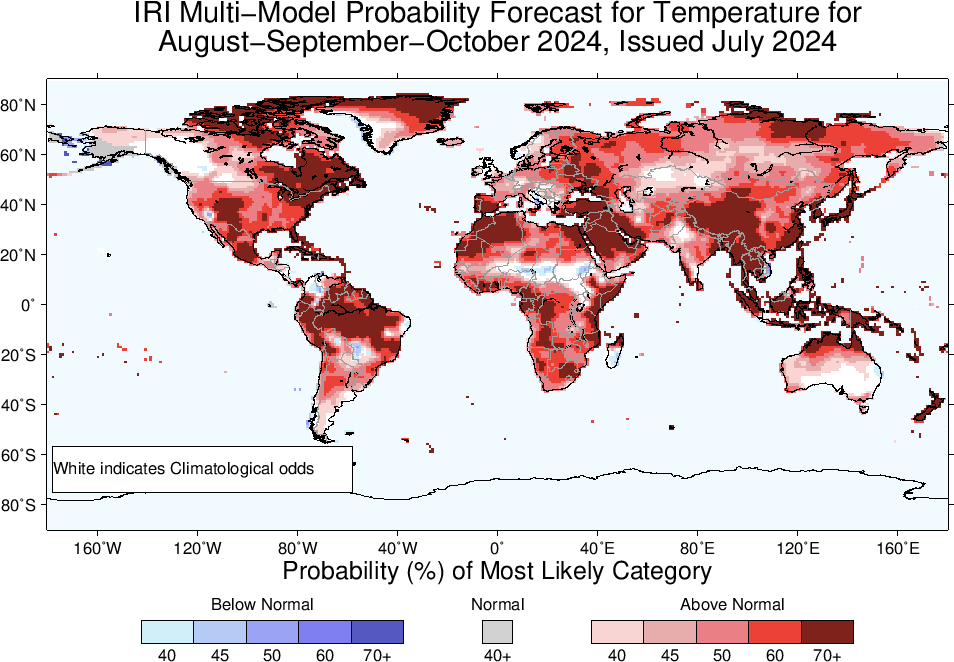 IRI Multi−Model Probability Forecast for Temperature for
August−September−October 2024, Issued July 2024
80˚N
60˚N
40˚N
20˚N
0˚
20˚S
40˚S
60˚S
80˚S
White indicates Climatological odds
160˚W 120˚W 80˚W 40˚W 0˚ 40˚E 80˚E 120˚E 160˚E
Probability (%) of Most Likely Category
Below Normal Normal Above Normal
40 45 50 60 70+ 40+ 40 45 50 60 70+